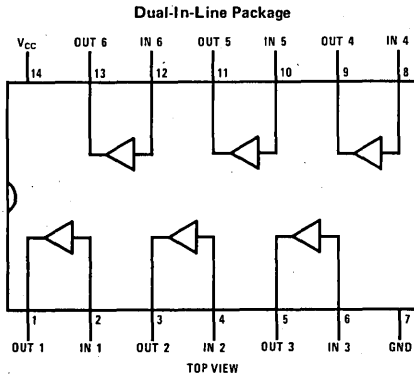 Dual-In-Line Package
VCC OUT 6 IN 6 OUT 5 IN 5 OUT 4 IN 4
14 13 12 11 10 9 8
1 2 3 4 5 6 7
OUT 1 IN 1 OUT 2 IN 2 OUT 3 IN 3 GND
TOP VIEW